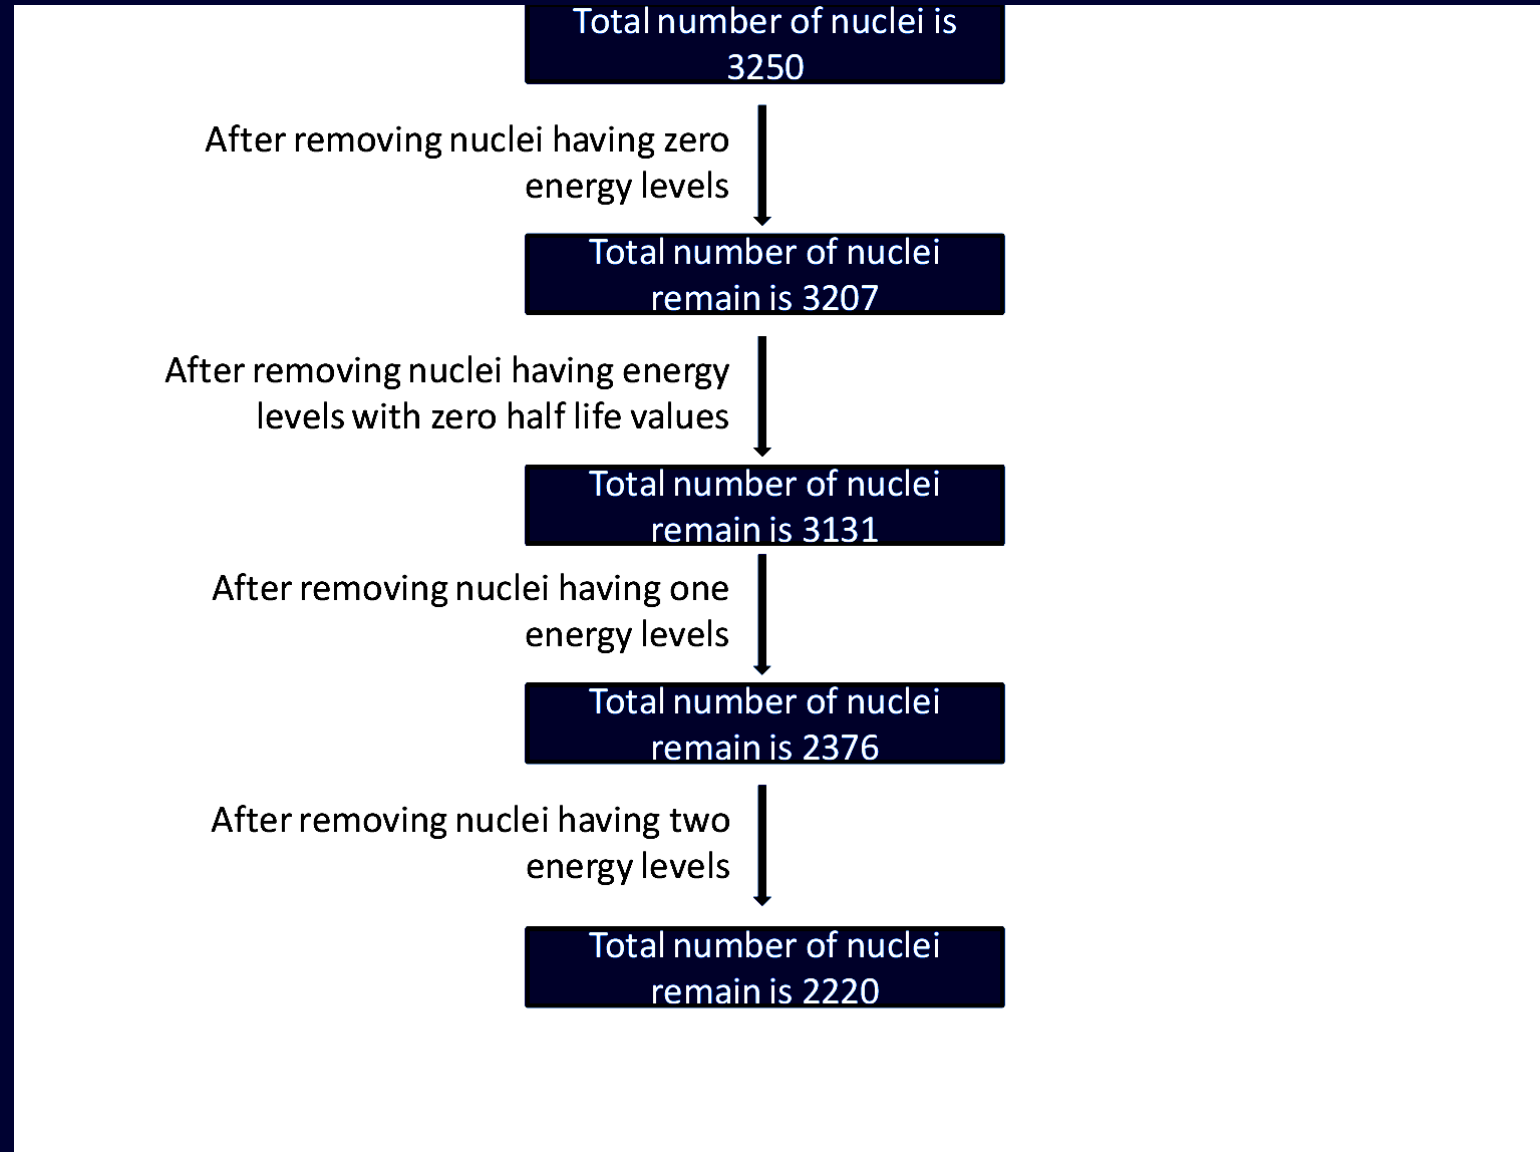 Total number of nuclei is
3250
After removing nuclei having zero
energy levels
Total number of nuclei
remain is 3207
After removing nuclei having energy
levels with zero half life values
Total number of nuclei
remain is 3131
After removing nuclei having one
energy levels
Total number of nuclei
remain is 2376
After removing nuclei having two
energy levels
Total number of nuclei
remain is 2220